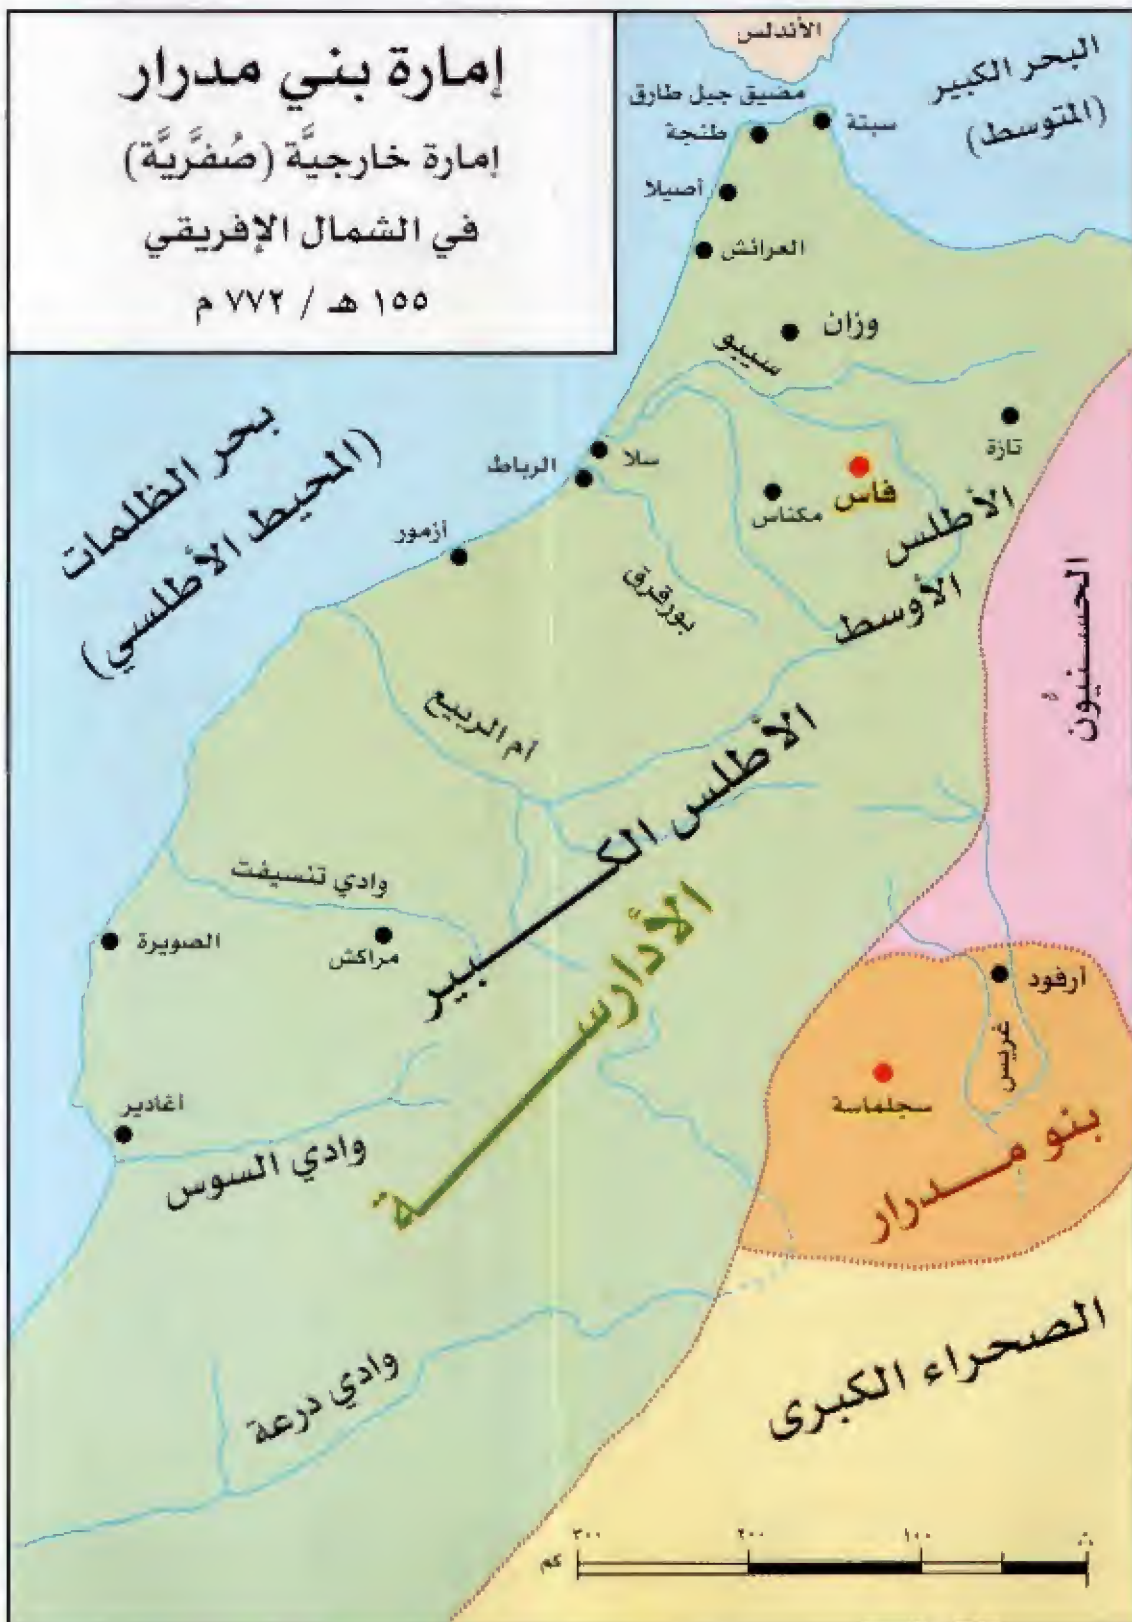 إمارة بني مدرار
إمارة خارجيَّة (صُفَّريَّة)
في الشمال الإفريقي
١٥٥ هـ / ٧٧٢ م
الأندلس
البحر الكبير
(المتوسط)
مضيق جبل طارق
سبتة
طنجة
أصيلا
العرائش
وزان
سيبو
تازة
بحر الظلمات
(المحيط الأطلسي)
سلا
الرباط
فاس
مكناس
أزمور
الأطلس
الأوسط
بورقرق
الحسنيون
أم الربيع
الأطلس الكبير
وادي تنسيفت
الصويرة
مراكش
الأدارسة
أرفود
غريس
سجلماسة
بنو مدرار
أغادير
وادي السوس
الصحراء الكبرى
وادي درعة
٣٠٠
٢٠٠
١٠٠
كم